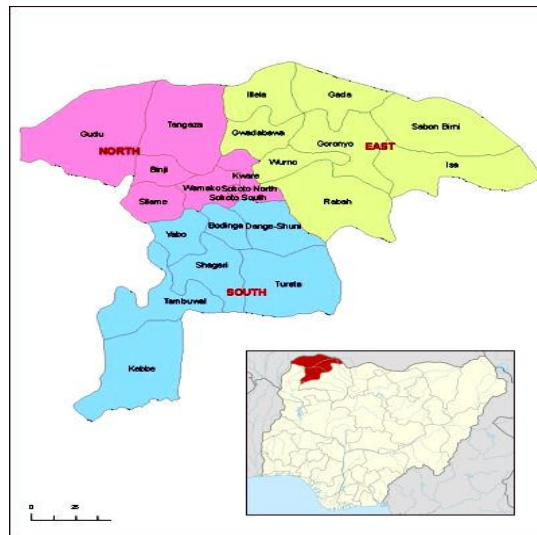 Illela
Gada
Tangaza
Sabon Birni
Gudu
Gwadabawa
Goronyo
NORTH
EAST
Wurno
Isa
Binji
Kware
Wamako
Sokoto North
Sokoto South
Silame
Rabah
Bodinga
Dange-Shuni
Yabo
Shagari
Tureta
SOUTH
Tambuwal
Kebbe
0
25